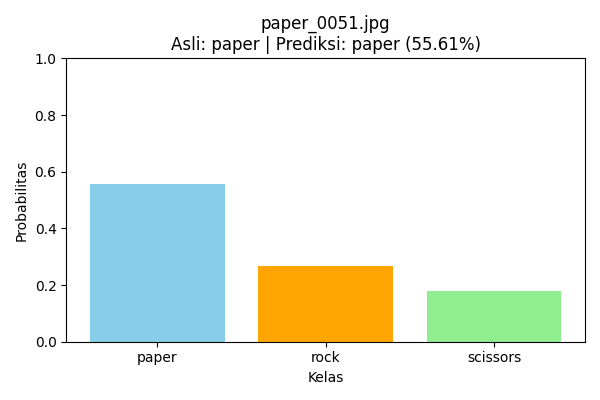 paper_0051.jpg
Asli: paper | Prediksi: paper (55.61%)
Probabilitas
1.0
0.8
0.6
0.4
0.2
0.0
paper rock scissors
Kelas